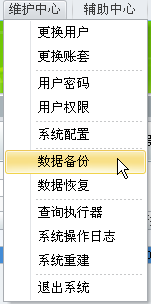 维护中心 辅助中心
更换用户
更换账套
用户密码
用户权限
系统配置
数据备份
数据恢复
查询执行器
系统操作日志
系统重建
退出系统